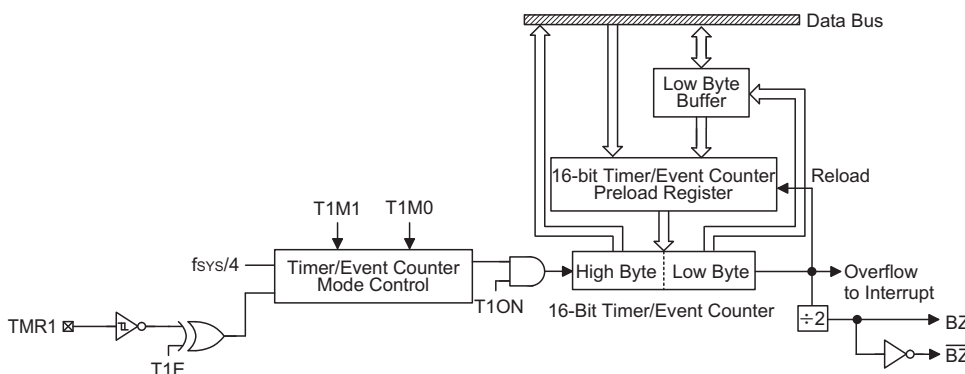 Data Bus
Low Byte
Buffer
16-bit Timer/Event Counter
Preload Register
Reload
T1M1
T1M0
fSYS/4
Timer/Event Counter
Mode Control
T1ON
High Byte
Low Byte
16-Bit Timer/Event Counter
Overflow
to Interrupt
÷2
TMR1
T1E
BZ
B̅Z̅